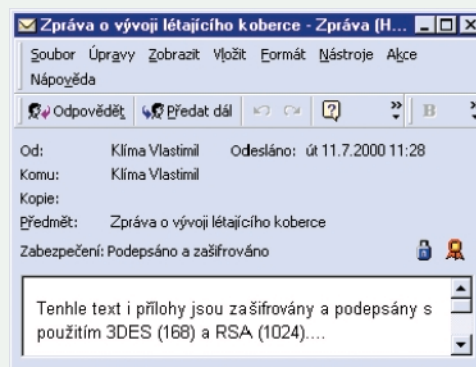 Zpráva o vývoji létajícího koberce - Zpráva (H...
Soubor Úpravy Zobrazit Vložit Formát Nástroje Akce
Nápověda
Odpovědět Předat dál B
Od: Klíma Vlastimil Odesláno: út 11.7.2000 11:28
Komu: Klíma Vlastimil
Kopie:
Předmět: Zpráva o vývoji létajícího koberce
Zabezpečení: Podepsáno a zašifrováno
Tenhle text i přílohy jsou zašifrovány a podepsány s
použitím 3DES (168) a RSA (1024)....